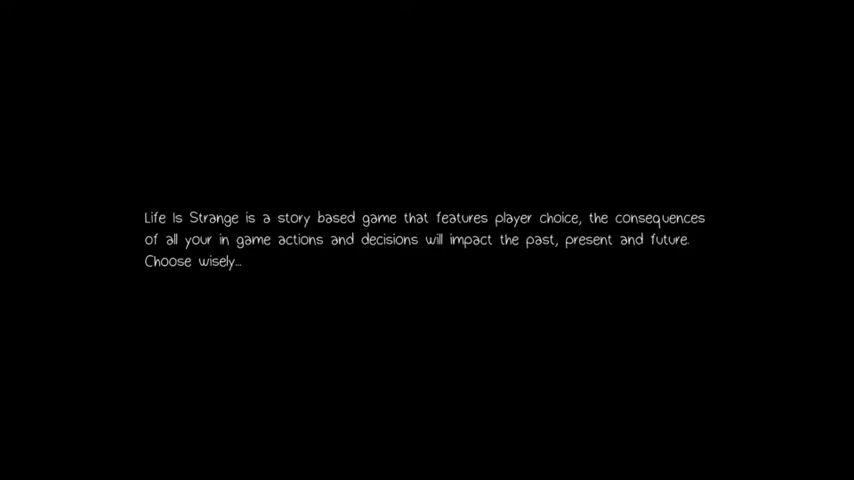 Life Is Strange is a story based game that features player choice, the consequences
of all your in game actions and decisions will impact the past, present and future.
Choose wisely...